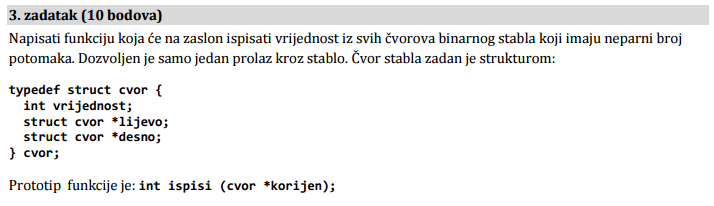 3. zadatak (10 bodova)
Napisati funkciju koja će na zaslon ispisati vrijednost iz svih čvorova binarnog stabla koji imaju neparni broj
potomaka. Dozvoljen je samo jedan prolaz kroz stablo. Čvor stabla zadan je strukturom:
typedef struct cvor {
  int vrijednost;
  struct cvor *lijevo;
  struct cvor *desno;
} cvor;
Prototip funkcije je: int ispisi (cvor *korijen);